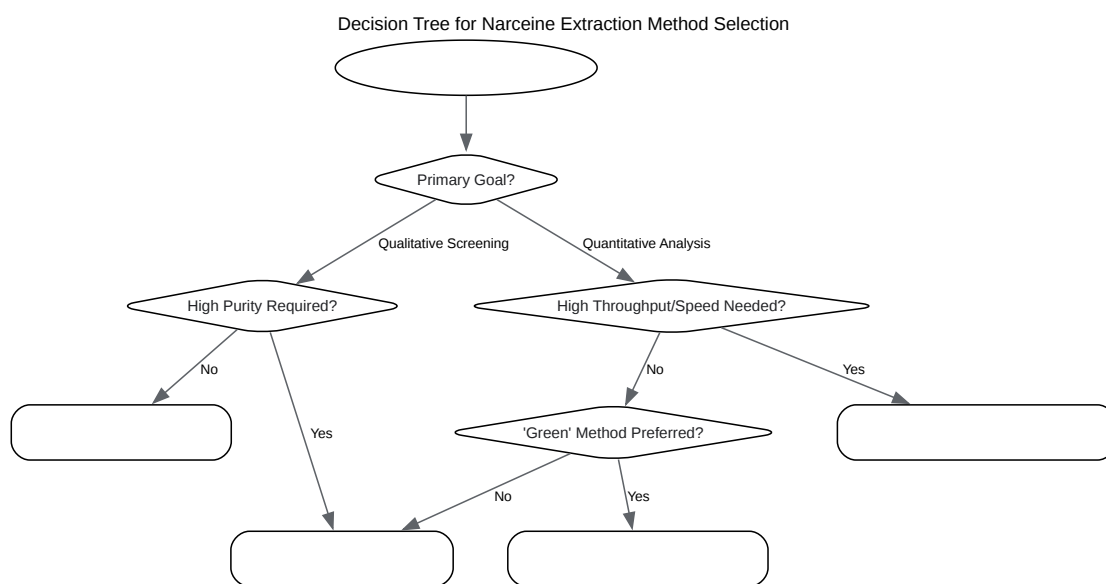 Decision Tree for Narceine Extraction Method Selection
Primary Goal?
Qualitative Screening
Quantitative Analysis
High Purity Required?
High Throughput/Speed Needed?
No
No
Yes
Yes
'Green' Method Preferred?
No
Yes